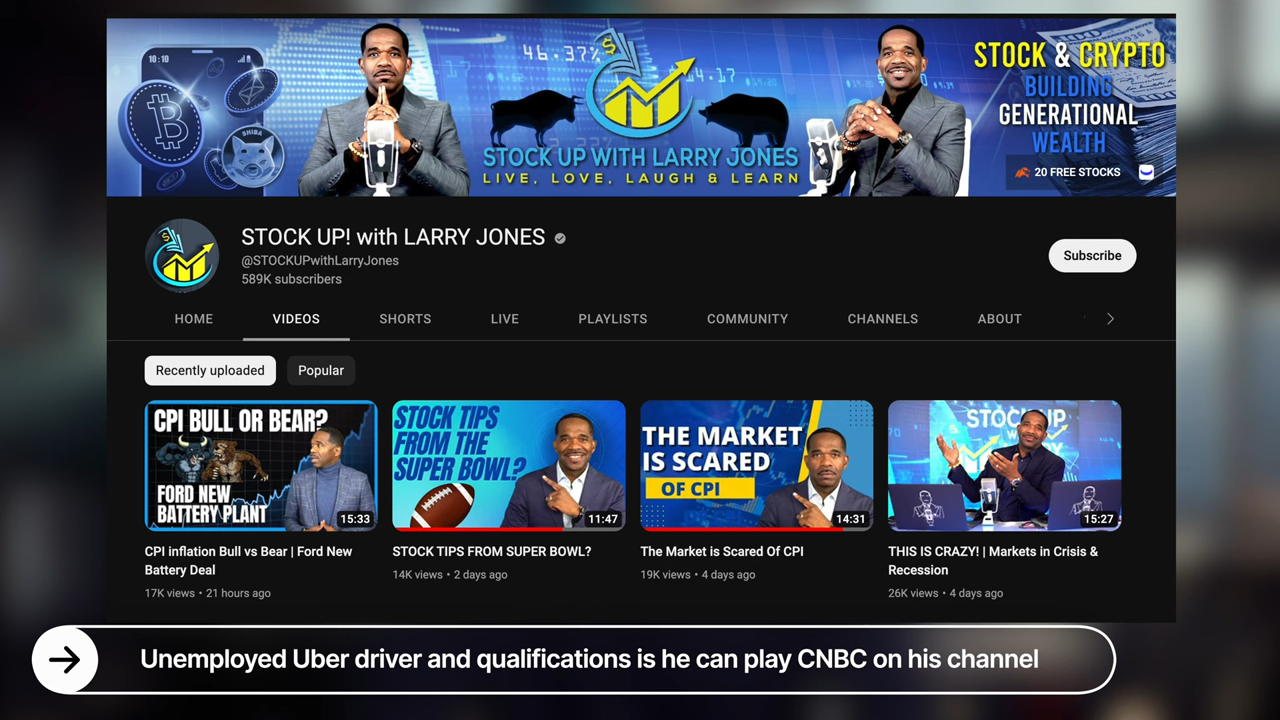 10:10
46.37%
4.17
SHIBA
STOCK UP WITH LARRY JONES
LIVE, LOVE, LAUGH & LEARN
STOCK & CRYPTO
BUILDING
GENERATIONAL
WEALTH
20 FREE STOCKS
STOCK UP! with LARRY JONES
@STOCKUPwithLarryJones
589K subscribers
Subscribe
HOME VIDEOS SHORTS LIVE PLAYLISTS COMMUNITY CHANNELS ABOUT
Recently uploaded Popular
CPI BULL OR BEAR?
FORD NEW
BATTERY PLANT
15:33
STOCK TIPS
FROM THE
SUPER BOWL?
11:47
THE MARKET
IS SCARED
OF CPI
14:31
STOCK UP
15:27
CPI inflation Bull vs Bear | Ford New
Battery Deal
17K views • 21 hours ago
STOCK TIPS FROM SUPER BOWL?
14K views • 2 days ago
The Market is Scared Of CPI
19K views • 4 days ago
THIS IS CRAZY! | Markets in Crisis &
Recession
26K views • 4 days ago
Unemployed Uber driver and qualifications is he can play CNBC on his channel